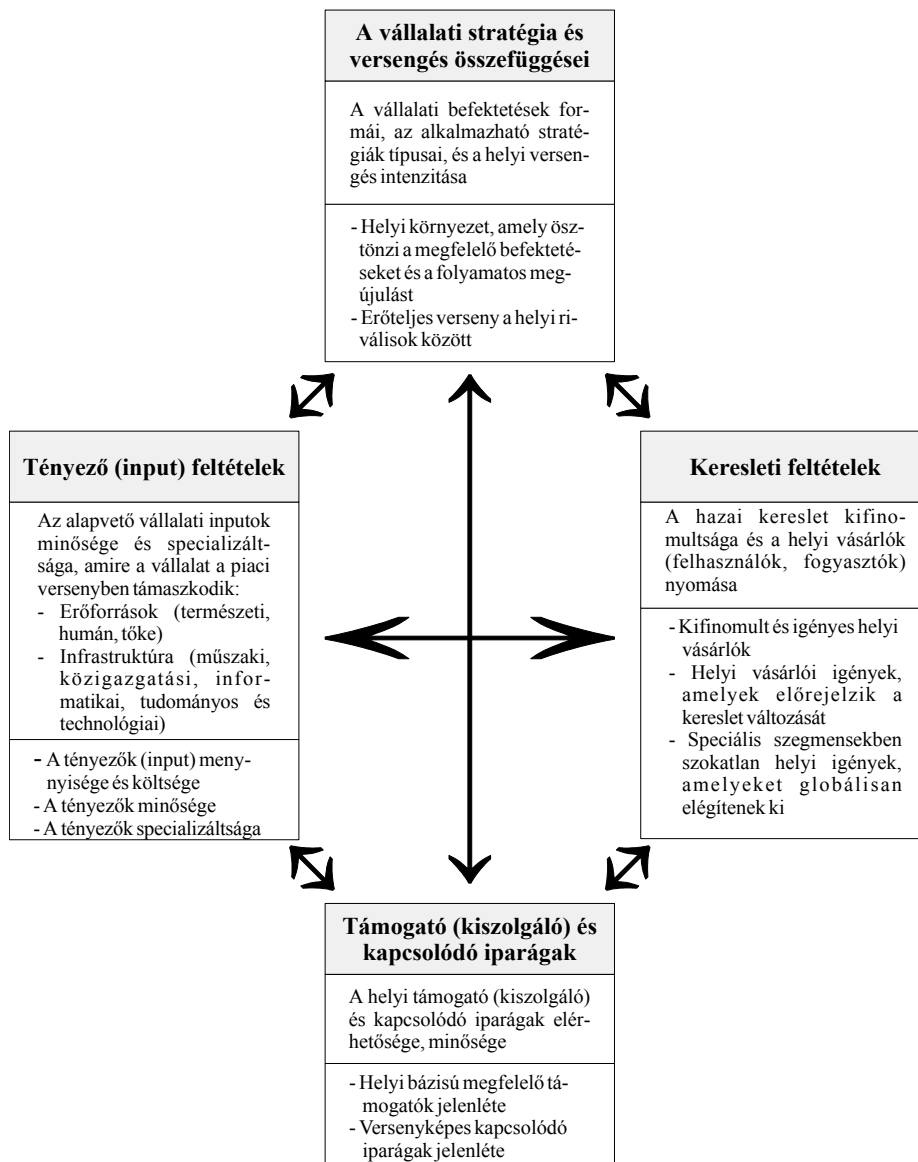 A vállalati stratégia és
versengés összefüggései
A vállalati befektetések for-
mái, az alkalmazható straté-
giák típusai, és a helyi versen-
gés intenzitása
- Helyi környezet, amely ösz-
tönzi a megfelelő befekteté-
seket és a folyamatos meg-
újulást
- Erőteljes verseny a helyi ri-
válisok között
Tényező (input) feltételek
Az alapvető vállalati inputok
minősége és specializált-
sága, amire a vállalat a piaci
versenyben támaszkodik:
- Erőforrások (természeti,
humán, tőke)
- Infrastruktúra (műszaki,
közigazgatási, infor-
matikai, tudományos és
technológiai)
- A tényezők (input) meny-
nyisége és költsége
- A tényezők minősége
- A tényezők specializáltsága
Keresleti feltételek
A hazai kereslet kifino-
multsága és a helyi vásárlók
(felhasználók, fogyasztók)
nyomása
- Kifinomult és igényes helyi
vásárlók
- Helyi vásárlói igények,
amelyek előrejelzik a
kereslet változását
- Speciális szegmensekben
szokatlan helyi igények,
amelyeket globálisan
elégítenek ki
Támogató (kiszolgáló) és
kapcsolódó iparágak
A helyi támogató (kiszolgáló)
és kapcsolódó iparágak elér-
hetősége, minősége
- Helyi bázisú megfelelő tá-
mogatók jelenléte
- Versenyképes kapcsolódó
iparágak jelenléte